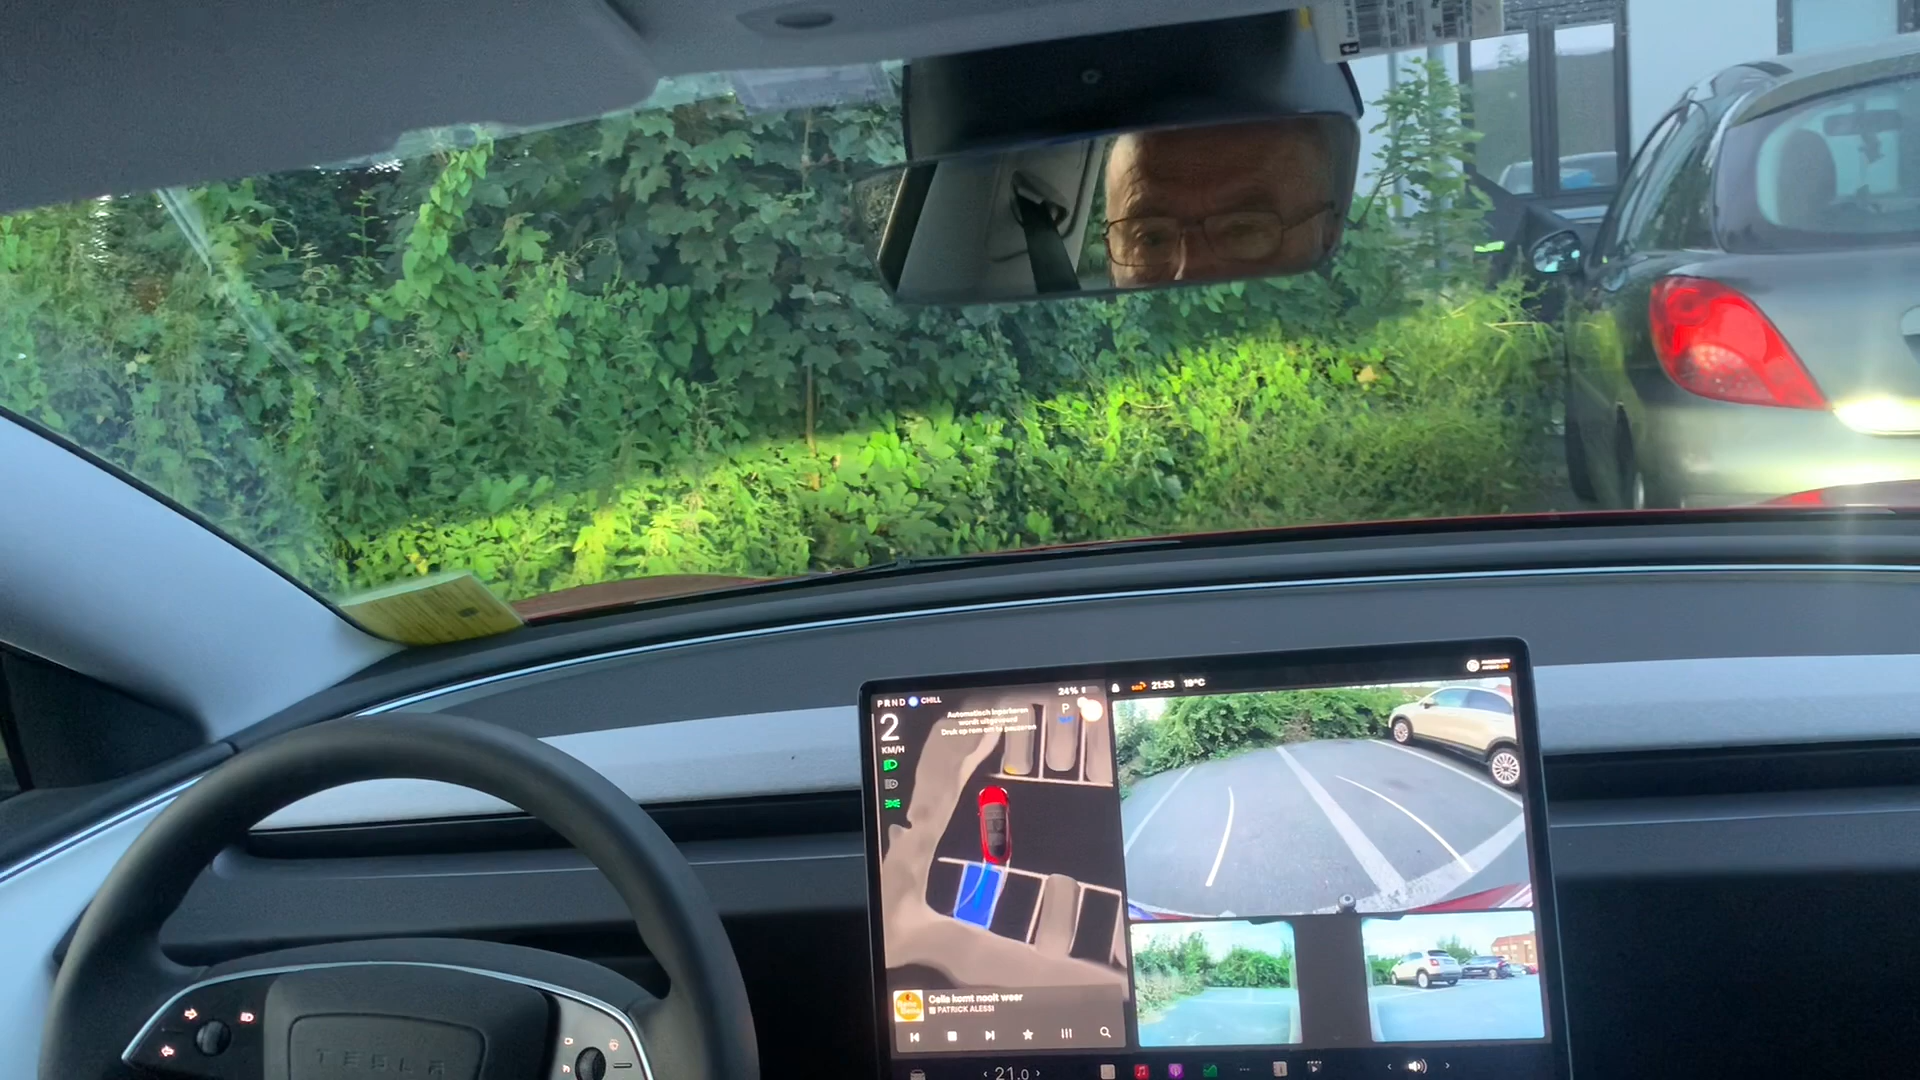 PRND CHILL
24%
2
KM/H
Automatisch inparkeren
wordt uitgevoerd
Druk op rem om te pauzeren
P
21:53 19°C
Celie komt nooit weer
PATRICK ALESSI
21.0
TESLA